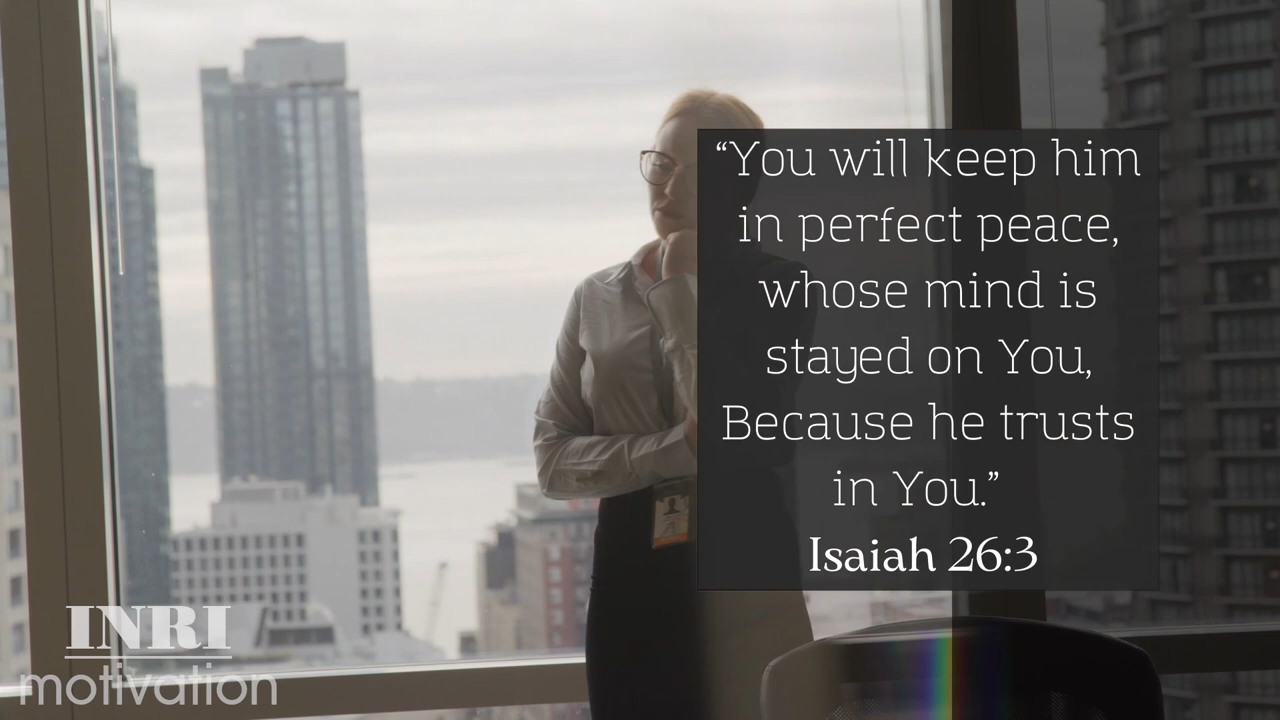 “You will keep him
in perfect peace,
whose mind is
stayed on You,
Because he trusts
in You.”
Isaiah 26:3
INRI
motivation